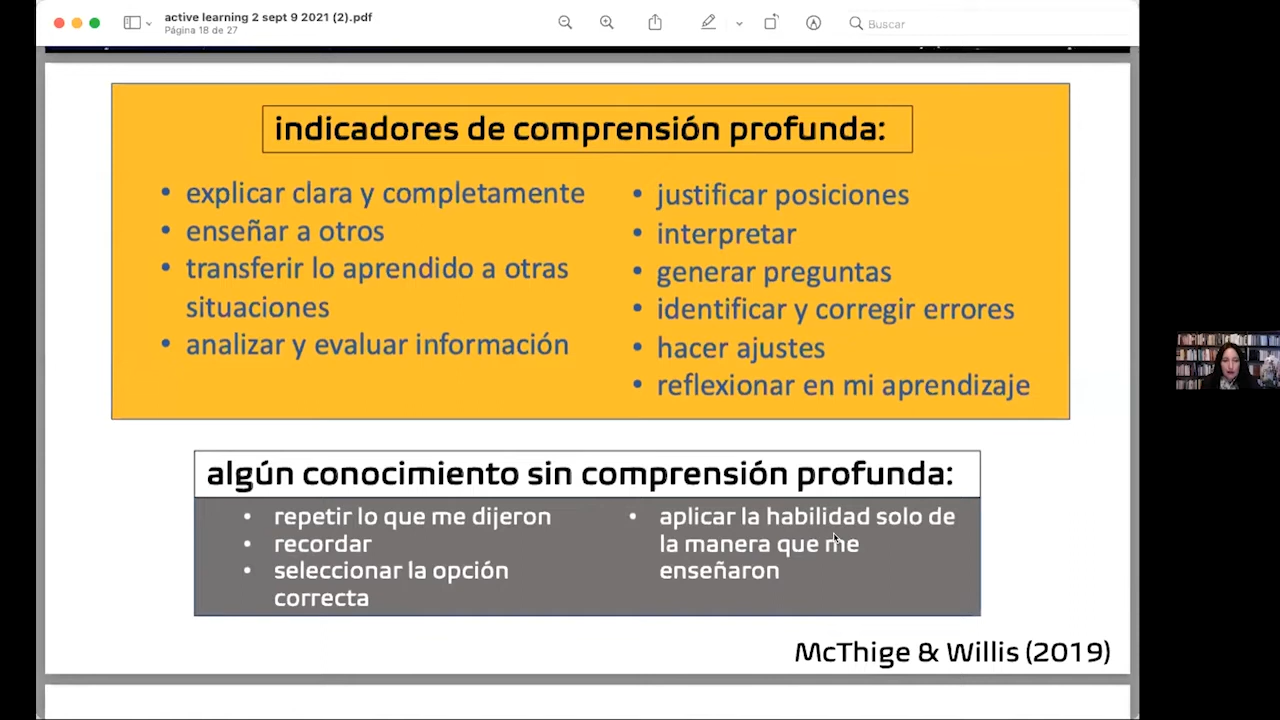 active learning 2 sept 9 2021 (2).pdf
Página 18 de 27
Buscar
indicadores de comprensión profunda:
• explicar clara y completamente
• enseñar a otros
• transferir lo aprendido a otras
situaciones
• analizar y evaluar información
• justificar posiciones
• interpretar
• generar preguntas
• identificar y corregir errores
• hacer ajustes
• reflexionar en mi aprendizaje
algún conocimiento sin comprensión profunda:
• repetir lo que me dijeron
• recordar
• seleccionar la opción
correcta
• aplicar la habilidad solo de
la manera que me
enseñaron
McThige & Willis (2019)